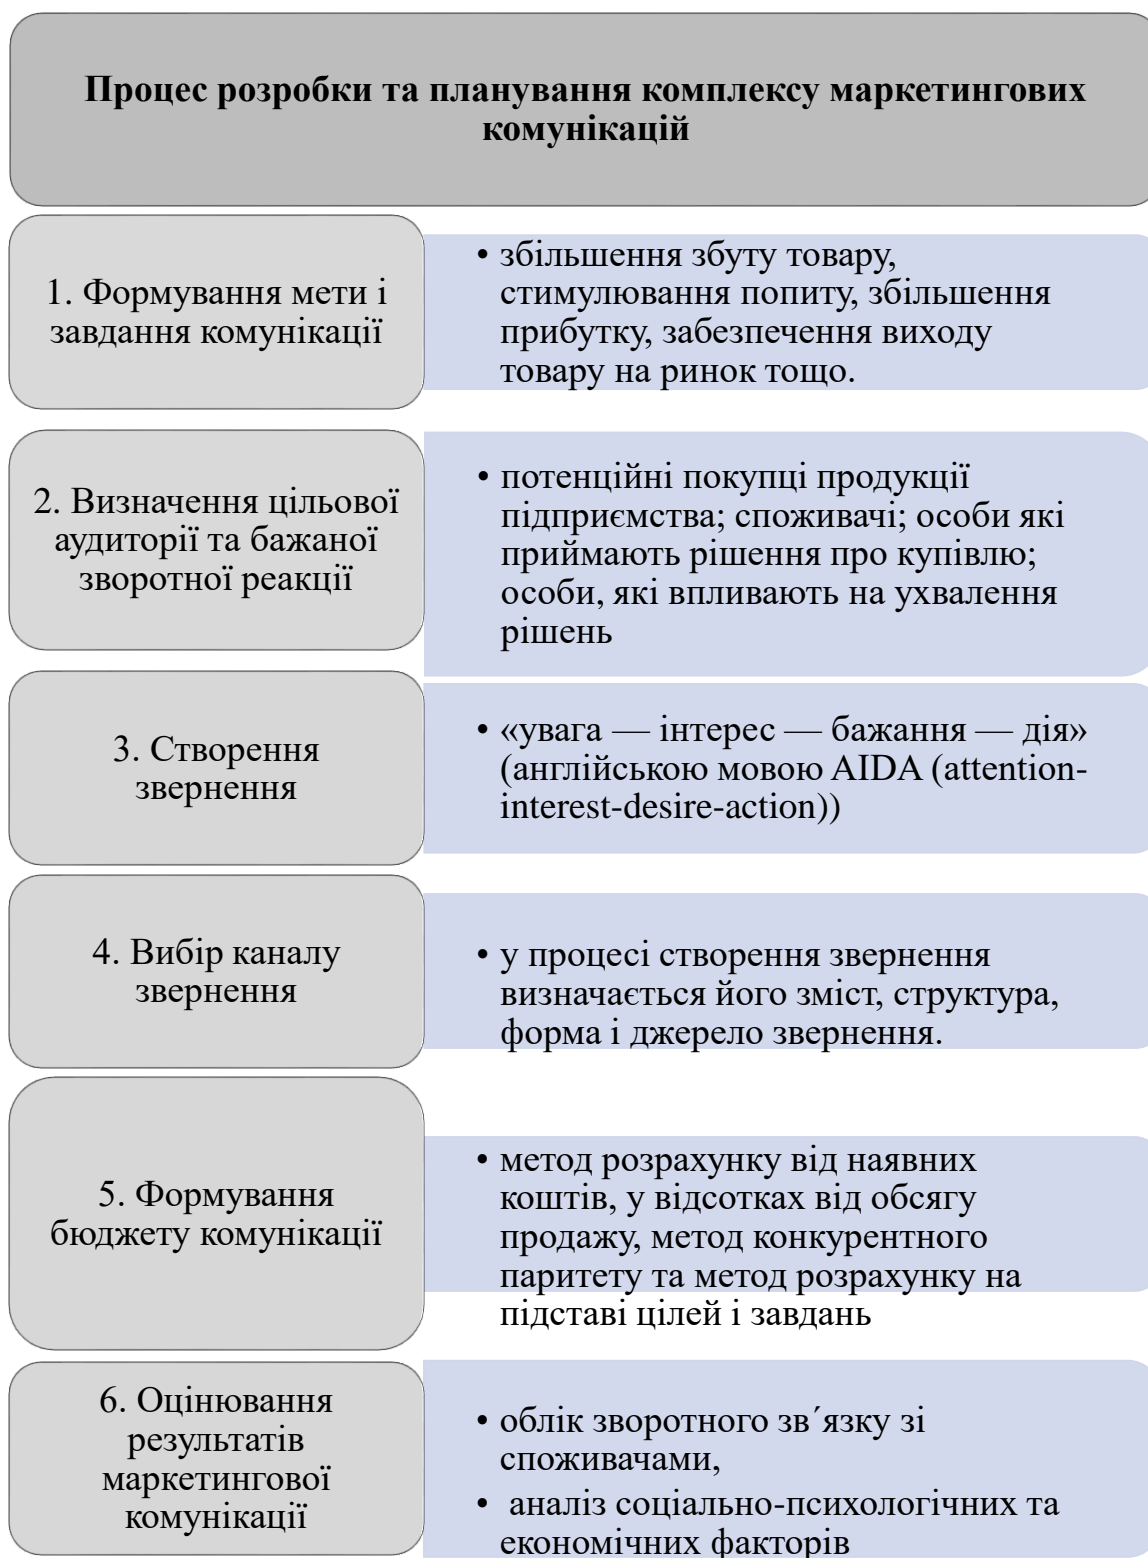 Процес розробки та планування комплексу маркетингових
комунікацій
1. Формування мети і
завдання комунікації
• збільшення збуту товару,
стимулювання попиту, збільшення
прибутку, забезпечення виходу
товару на ринок тощо.
2. Визначення цільової
аудиторії та бажаної
зворотної реакції
• потенційні покупці продукції
підприємства; споживачі; особи які
приймають рішення про купівлю;
особи, які впливають на ухвалення
рішень
3. Створення
звернення
• «увага — інтерес — бажання — дія»
(англійською мовою AIDA (attention-
interest-desire-action))
4. Вибір каналу
звернення
• у процесі створення звернення
визначається його зміст, структура,
форма і джерело звернення.
5. Формування
бюджету комунікації
• метод розрахунку від наявних
коштів, у відсотках від обсягу
продажу, метод конкурентного
паритету та метод розрахунку на
підставі цілей і завдань
6. Оцінювання
результатів
маркетингової
комунікації
• облік зворотного зв´язку зі
споживачами,
• аналіз соціально-психологічних та
економічних факторів